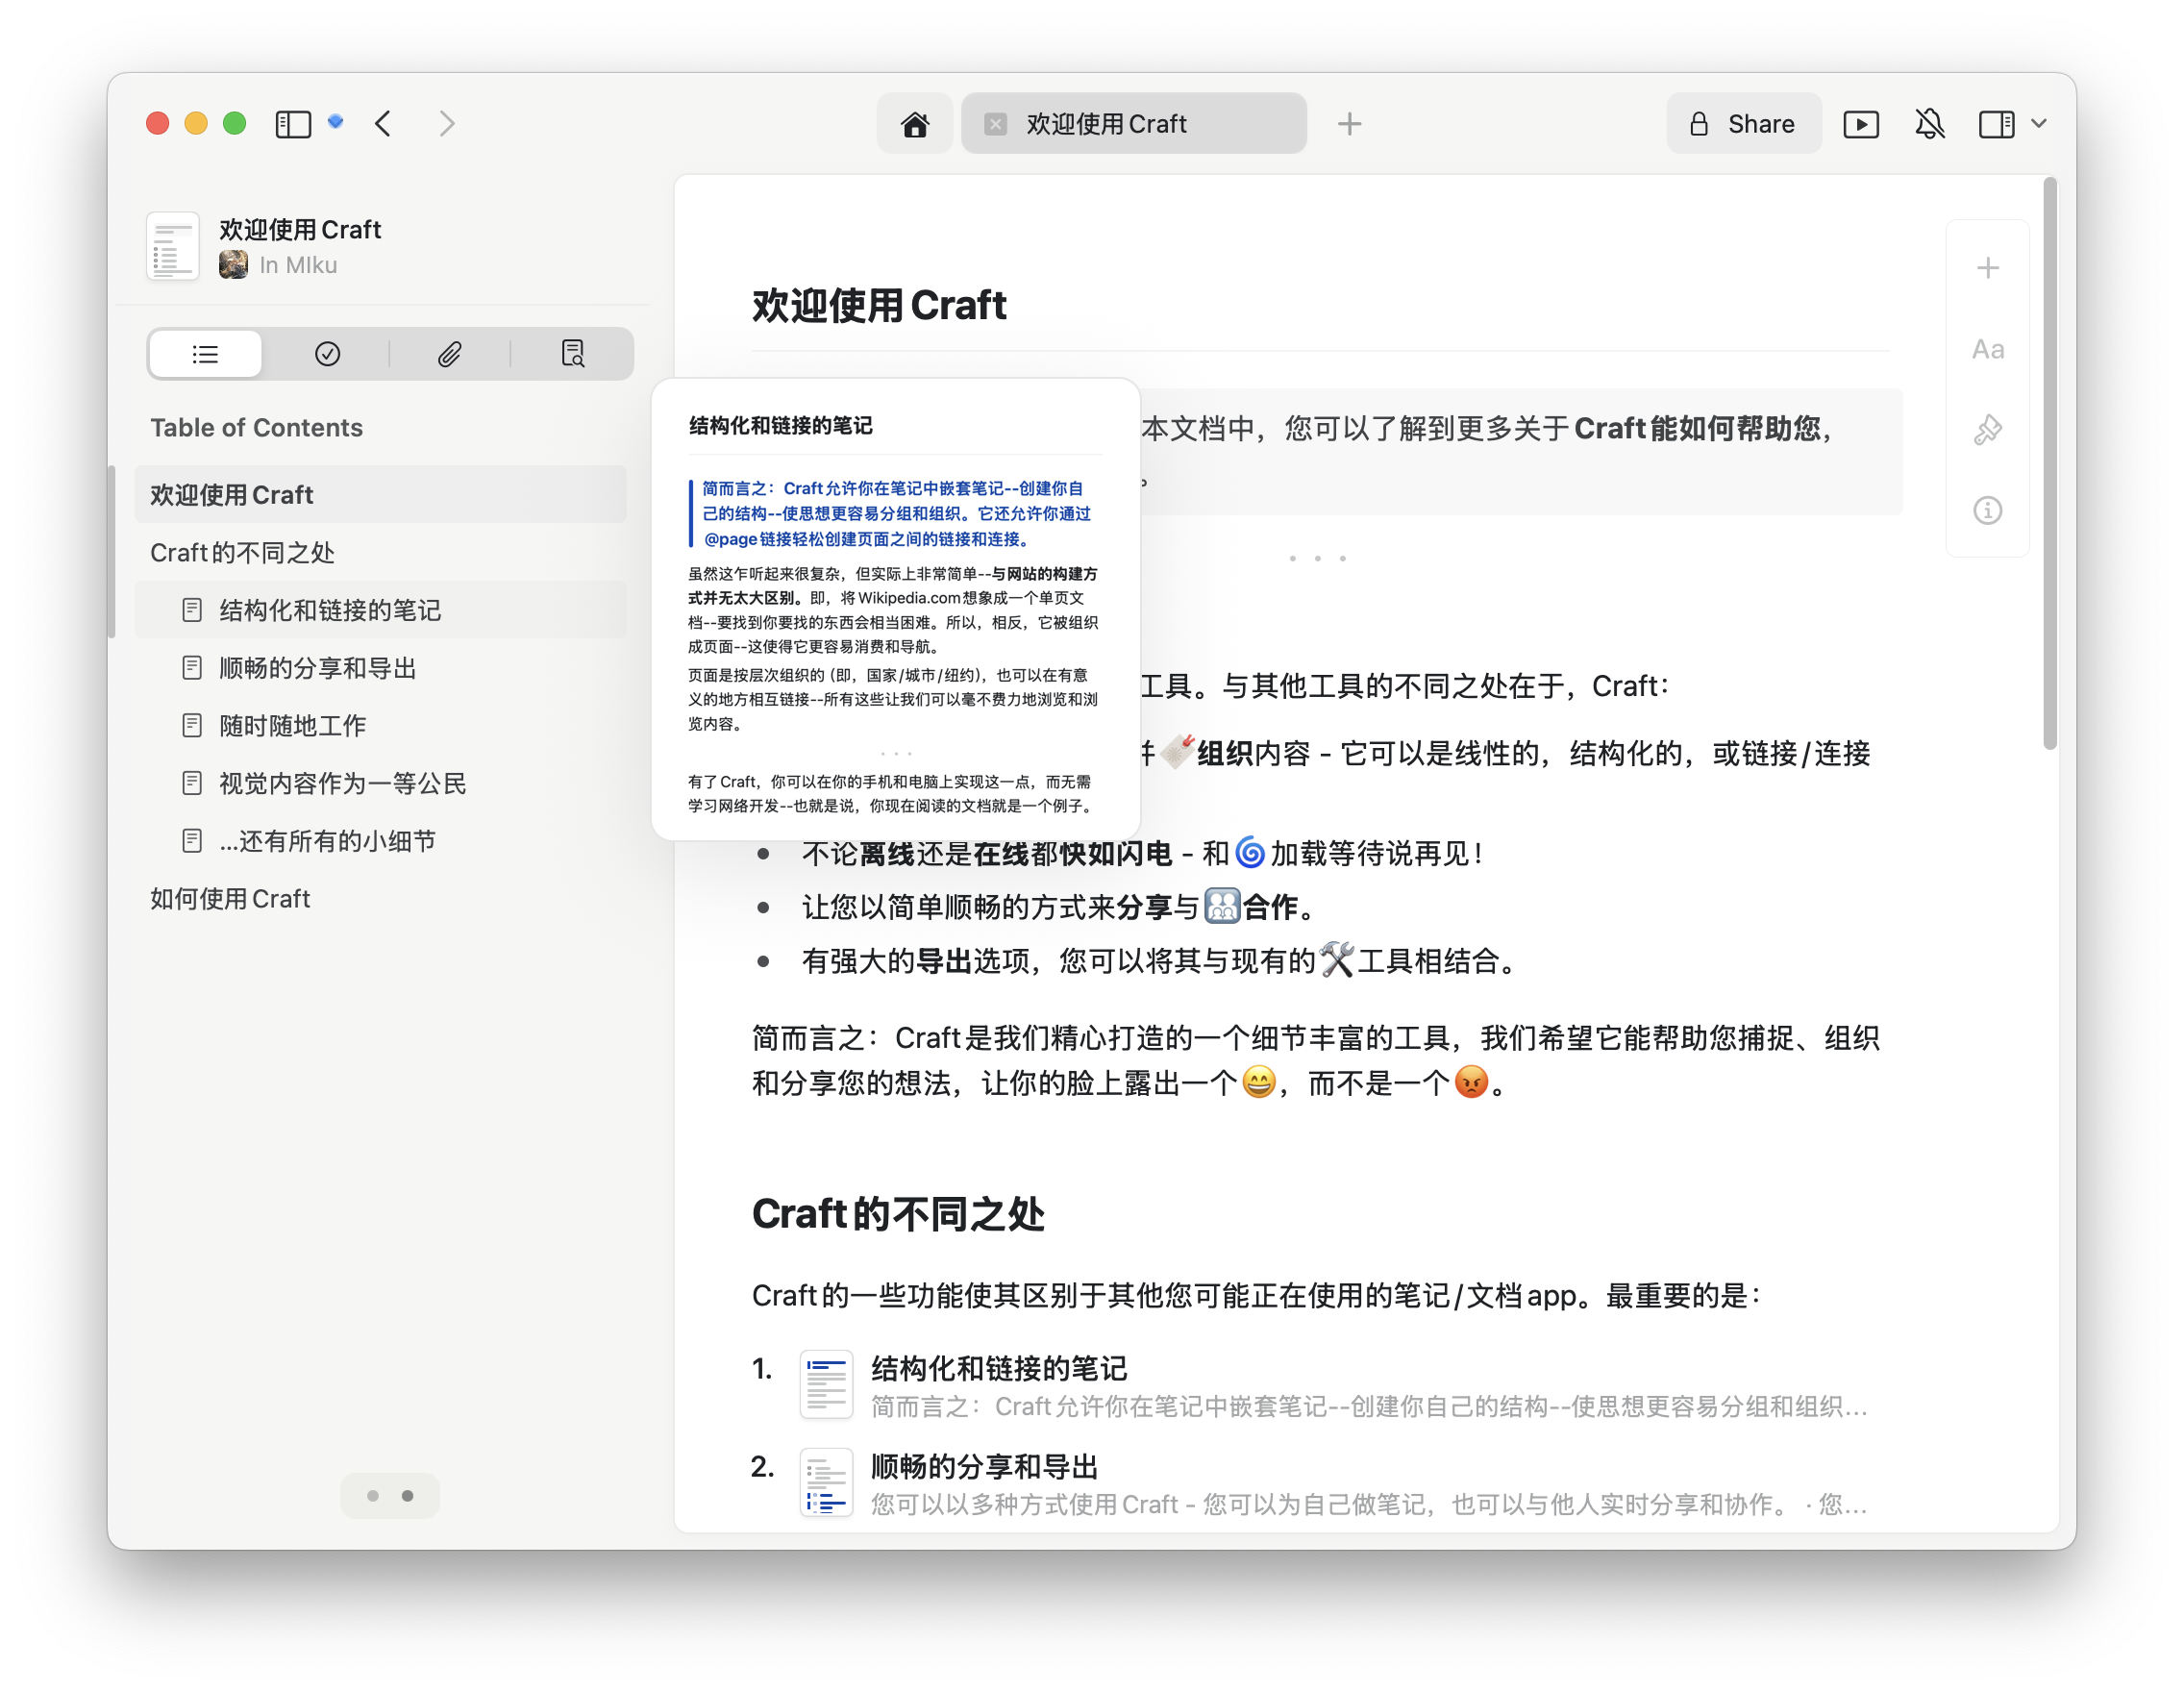 欢迎使用 Craft
Share
欢迎使用 Craft
In MIku
Table of Contents
欢迎使用 Craft
Craft 的不同之处
结构化和链接的笔记
顺畅的分享和导出
随时随地工作
视觉内容作为一等公民
...还有所有的小细节
如何使用 Craft
结构化和链接的笔记
简而言之：Craft 允许你在笔记中嵌套笔记--创建你自
己的结构--使思想更容易分组和组织。它还允许你通过
@page 链接轻松创建页面之间的链接和连接。
虽然这乍听起来很复杂，但实际上非常简单--与网站的构建方
式并无太大区别。即，将 Wikipedia.com 想象成一个单页文
档--要找到你要找的东西会相当困难。所以，相反，它被组织
成页面--这使得它更容易消费和导航。
页面是按层次组织的 (即，国家/城市/纽约)，也可以在有意
义的地方相互链接--所有这些让我们可以毫不费力地浏览和浏
览内容。
· · ·
有了 Craft，你可以在你的手机和电脑上实现这一点，而无需
学习网络开发--也就是说，你现在阅读的文档就是一个例子。
欢迎使用 Craft
本文档中，您可以了解到更多关于 Craft 能如何帮助您，
。
· · ·
工具。与其他工具的不同之处在于，Craft：
组织内容 - 它可以是线性的，结构化的，或链接/连接
不论离线还是在线都快如闪电 - 和🌀加载等待说再见！
让您以简单顺畅的方式来分享与👥合作。
有强大的导出选项，您可以将其与现有的🛠工具相结合。
简而言之：Craft 是我们精心打造的一个细节丰富的工具，我们希望它能帮助您捕捉、组织
和分享您的想法，让你的脸上露出一个😄，而不是一个😡。
Craft 的不同之处
Craft 的一些功能使其区别于其他您可能正在使用的笔记/文档 app。最重要的是：
1. 结构化和链接的笔记
简而言之：Craft 允许你在笔记中嵌套笔记--创建你自己的结构--使思想更容易分组和组织...
2. 顺畅的分享和导出
您可以以多种方式使用 Craft - 您可以为自己做笔记，也可以与他人实时分享和协作。 · 您...
Aa